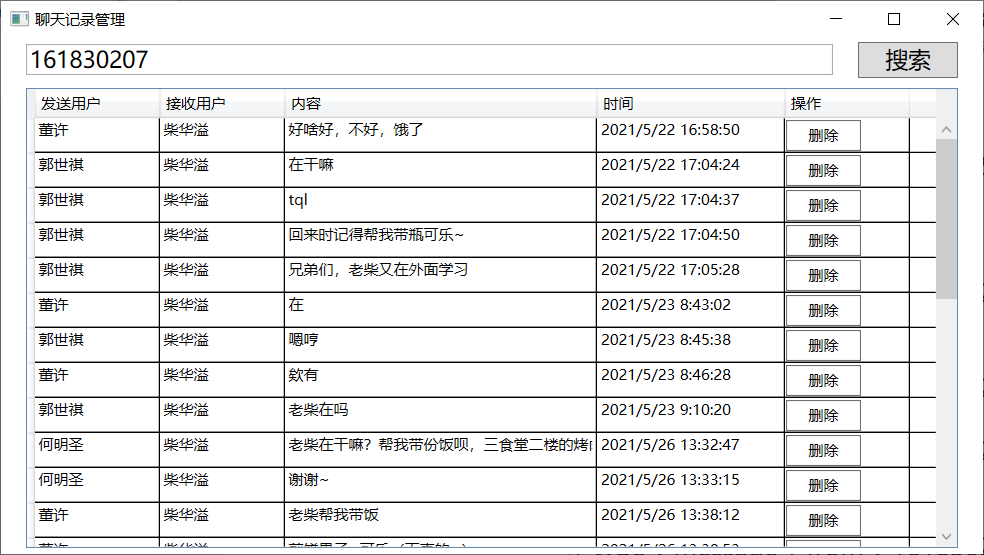 聊天记录管理
161830207 搜索
发送用户 接收用户 内容 时间 操作
董许 柴华溢 好啥好，不好，饿了 2021/5/22 16:58:50 删除
郭世祺 柴华溢 在干嘛 2021/5/22 17:04:24 删除
郭世祺 柴华溢 tql 2021/5/22 17:04:37 删除
郭世祺 柴华溢 回来时记得帮我带瓶可乐~ 2021/5/22 17:04:50 删除
郭世祺 柴华溢 兄弟们，老柴又在外面学习 2021/5/22 17:05:28 删除
董许 柴华溢 在 2021/5/23 8:43:02 删除
郭世祺 柴华溢 嗯哼 2021/5/23 8:45:38 删除
董许 柴华溢 欸有 2021/5/23 8:46:28 删除
郭世祺 柴华溢 老柴在吗 2021/5/23 9:10:20 删除
何明圣 柴华溢 老柴在干嘛？帮我带份饭呗，三食堂二楼的烤 2021/5/26 13:32:47 删除
何明圣 柴华溢 谢谢~ 2021/5/26 13:33:15 删除
董许 柴华溢 老柴帮我带饭 2021/5/26 13:38:12 删除